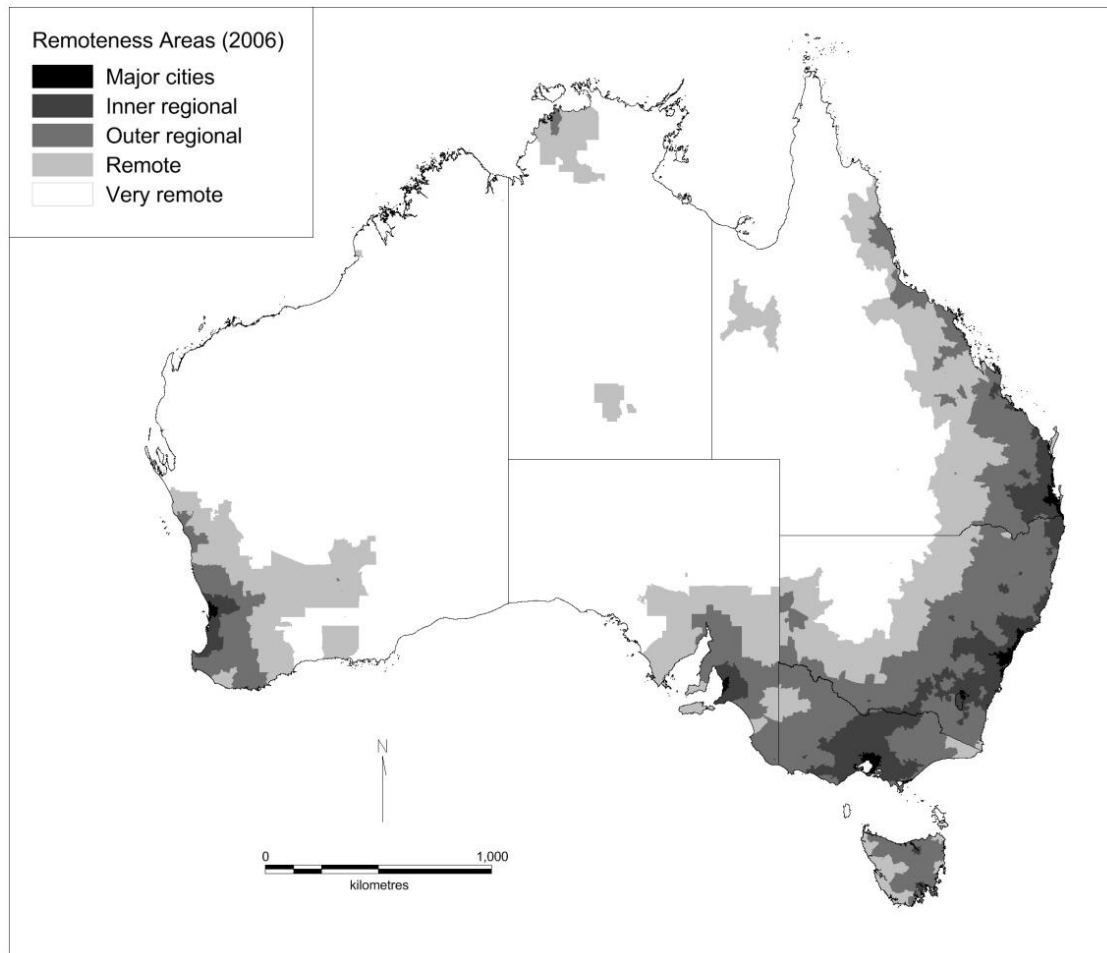 Remoteness Areas (2006)
Major cities
Inner regional
Outer regional
Remote
Very remote
N
0 1,000
kilometres